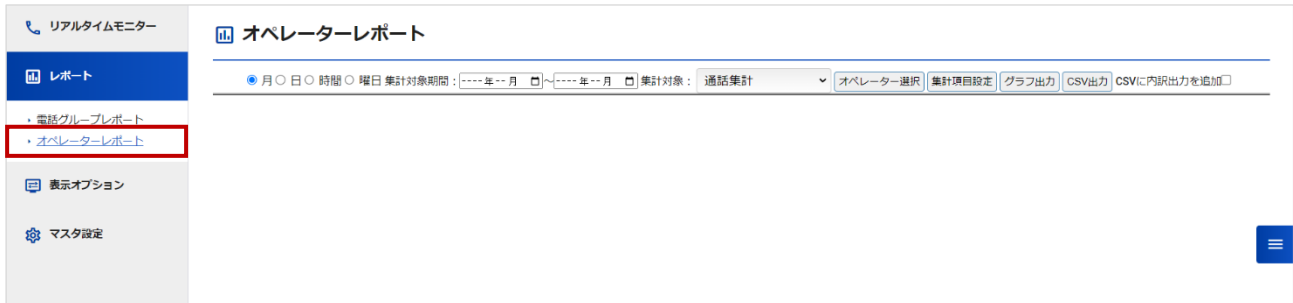 リアルタイムモニター
レポート
電話グループレポート
オペレーターレポート
表示オプション
マスタ設定
オペレーターレポート
月 日 時間 曜日 集計対象期間：----年--月 ～----年--月 集計対象： 通話集計 オペレーター選択 集計項目設定 グラフ出力 CSV出力 CSVに内訳出力を追加